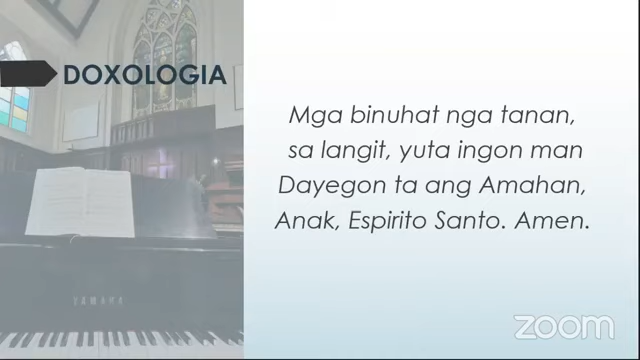 DOXOLOGIA
Mga binuhat nga tanan,
sa langit, yuta ingon man
Dayegon ta ang Amahan,
Anak, Espirito Santo. Amen.
YAMAHA
zoom